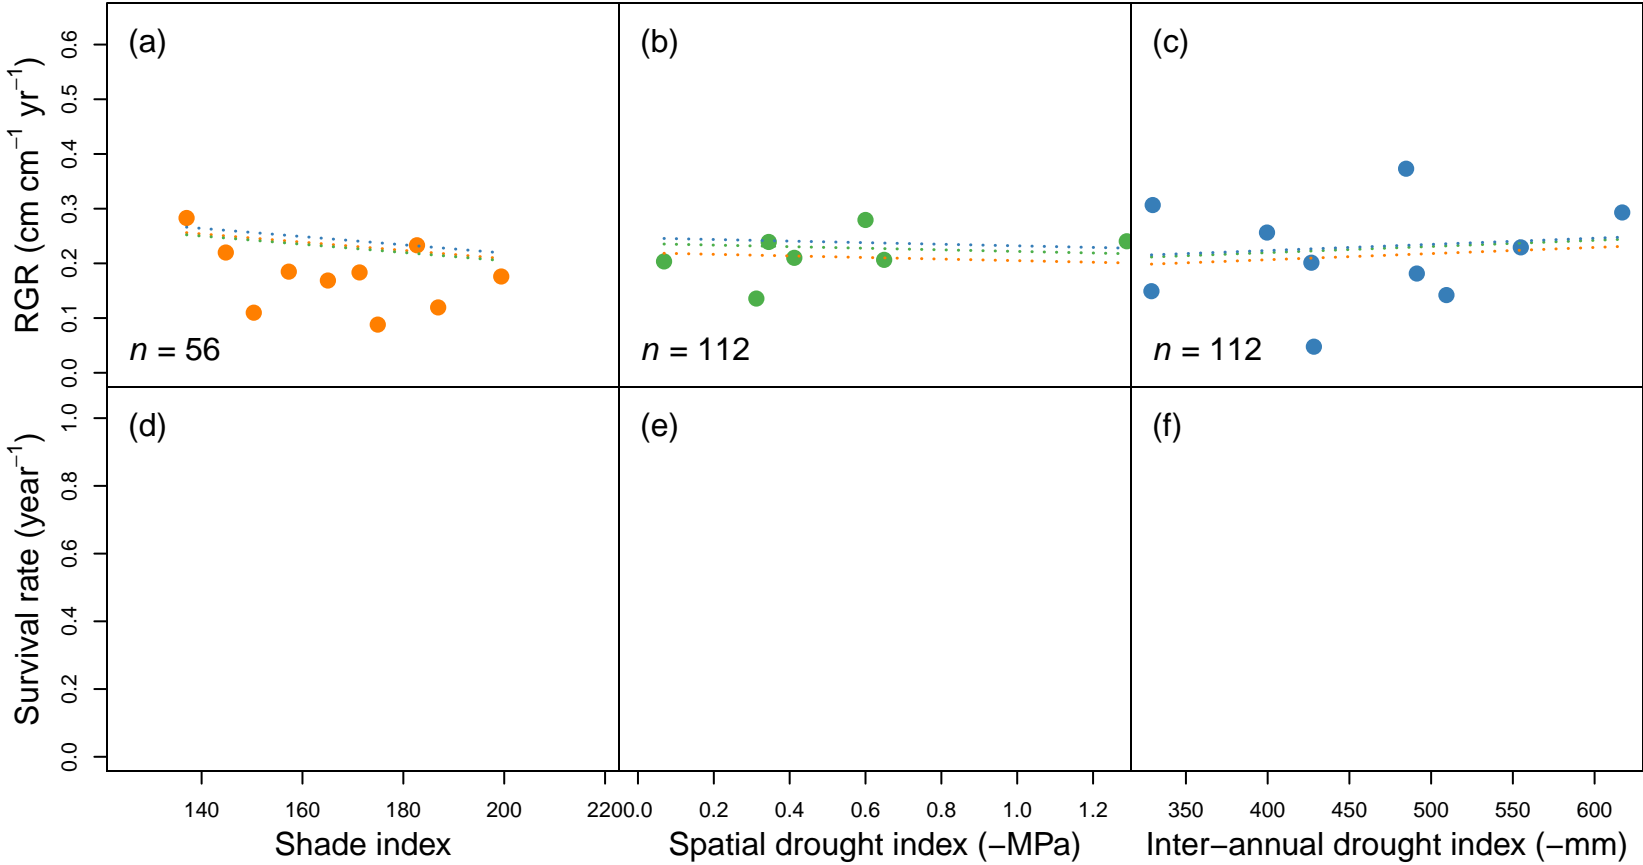 (a) (b) (c)
RGR (cm cm⁻¹ yr⁻¹)
0.6
0.5
0.4
0.3
0.2
0.1
0.0
n = 56 n = 112 n = 112
(d) (e) (f)
Survival rate (year⁻¹)
1.0
0.8
0.6
0.4
0.2
0.0
140 160 180 200 220 0.0 0.2 0.4 0.6 0.8 1.0 1.2 350 400 450 500 550 600
Shade index Spatial drought index (−MPa) Inter−annual drought index (−mm)